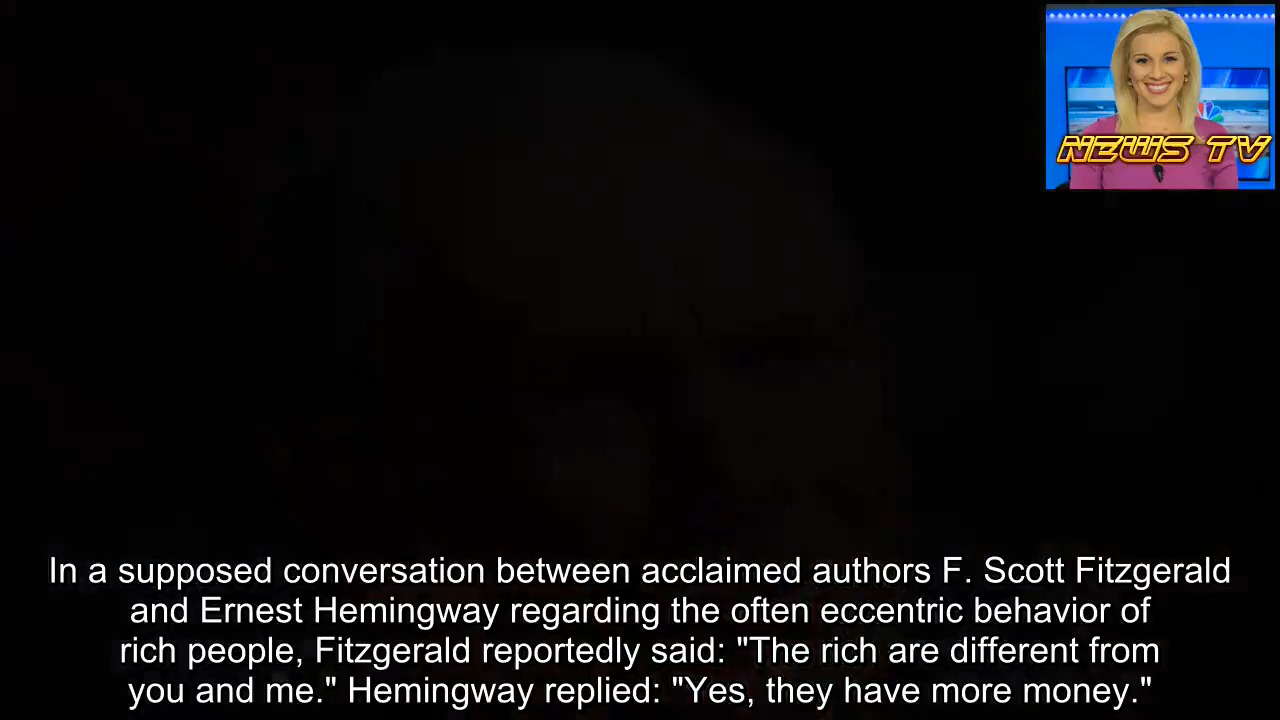 NEWS TV
In a supposed conversation between acclaimed authors F. Scott Fitzgerald
and Ernest Hemingway regarding the often eccentric behavior of
rich people, Fitzgerald reportedly said: "The rich are different from
you and me." Hemingway replied: "Yes, they have more money."